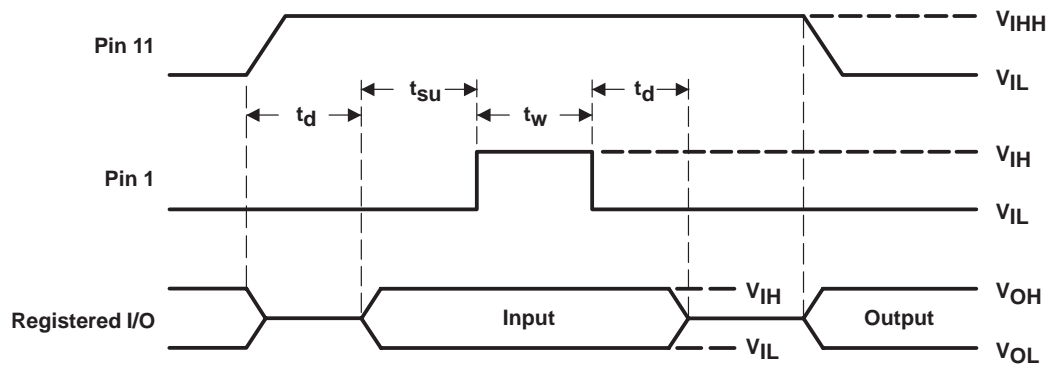 Pin 11
VIHH
VIL
td
tsu
tw
td
Pin 1
VIH
VIL
Registered I/O
Input
VIH
VIL
Output
VOH
VOL